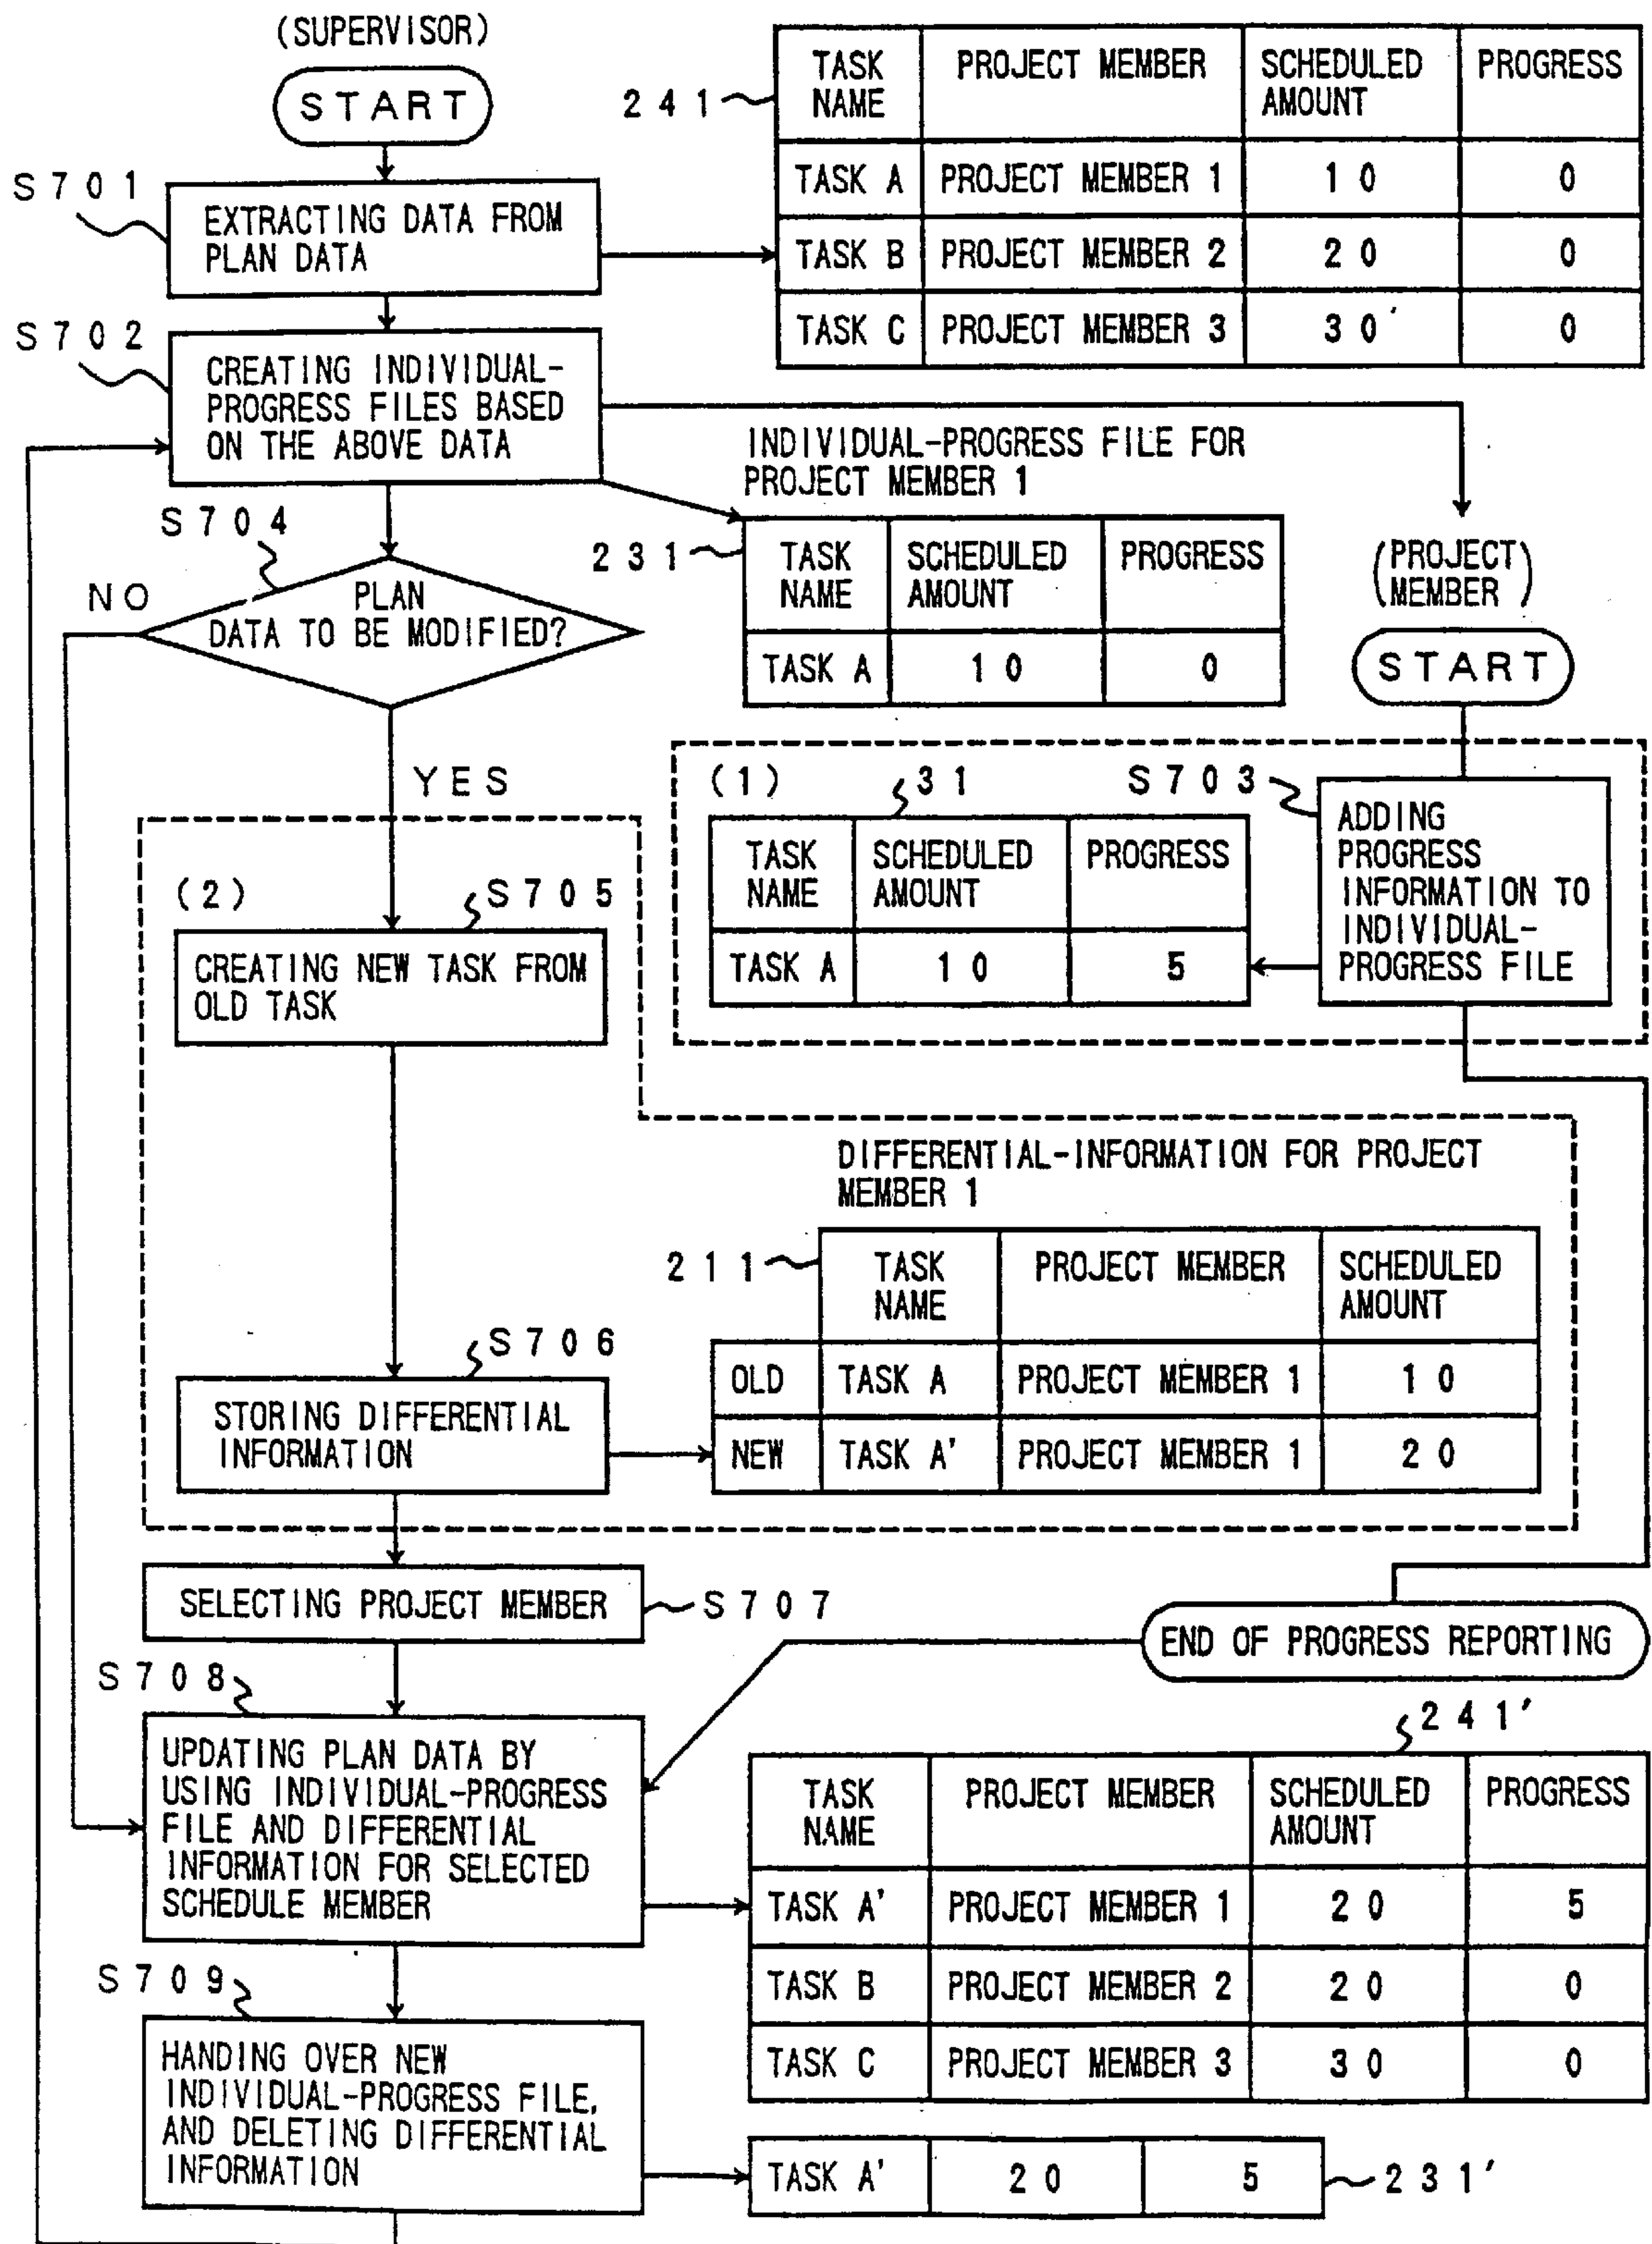 (SUPERVISOR)
START
241
TASK NAME PROJECT MEMBER SCHEDULED AMOUNT PROGRESS
TASK A PROJECT MEMBER 1 10 0
TASK B PROJECT MEMBER 2 20 0
TASK C PROJECT MEMBER 3 30 0
S701
EXTRACTING DATA FROM
PLAN DATA
S702
CREATING INDIVIDUAL-
PROGRESS FILES BASED
ON THE ABOVE DATA
INDIVIDUAL-PROGRESS FILE FOR
PROJECT MEMBER 1
231
TASK NAME SCHEDULED AMOUNT PROGRESS
TASK A 10 0
(PROJECT
MEMBER)
START
S704
NO
PLAN
DATA TO BE MODIFIED?
YES
(1)
31
S703
TASK NAME SCHEDULED AMOUNT PROGRESS
TASK A 10 5
ADDING
PROGRESS
INFORMATION TO
INDIVIDUAL-
PROGRESS FILE
(2)
S705
CREATING NEW TASK FROM
OLD TASK
DIFFERENTIAL-INFORMATION FOR PROJECT
MEMBER 1
211
TASK NAME PROJECT MEMBER SCHEDULED AMOUNT
OLD TASK A PROJECT MEMBER 1 10
NEW TASK A' PROJECT MEMBER 1 20
S706
STORING DIFFERENTIAL
INFORMATION
SELECTING PROJECT MEMBER
S707
END OF PROGRESS REPORTING
S708
UPDATING PLAN DATA BY
USING INDIVIDUAL-PROGRESS
FILE AND DIFFERENTIAL
INFORMATION FOR SELECTED
SCHEDULE MEMBER
241'
TASK NAME PROJECT MEMBER SCHEDULED AMOUNT PROGRESS
TASK A' PROJECT MEMBER 1 20 5
TASK B PROJECT MEMBER 2 20 0
TASK C PROJECT MEMBER 3 30 0
S709
HANDING OVER NEW
INDIVIDUAL-PROGRESS FILE,
AND DELETING DIFFERENTIAL
INFORMATION
TASK A' 20 5
231'